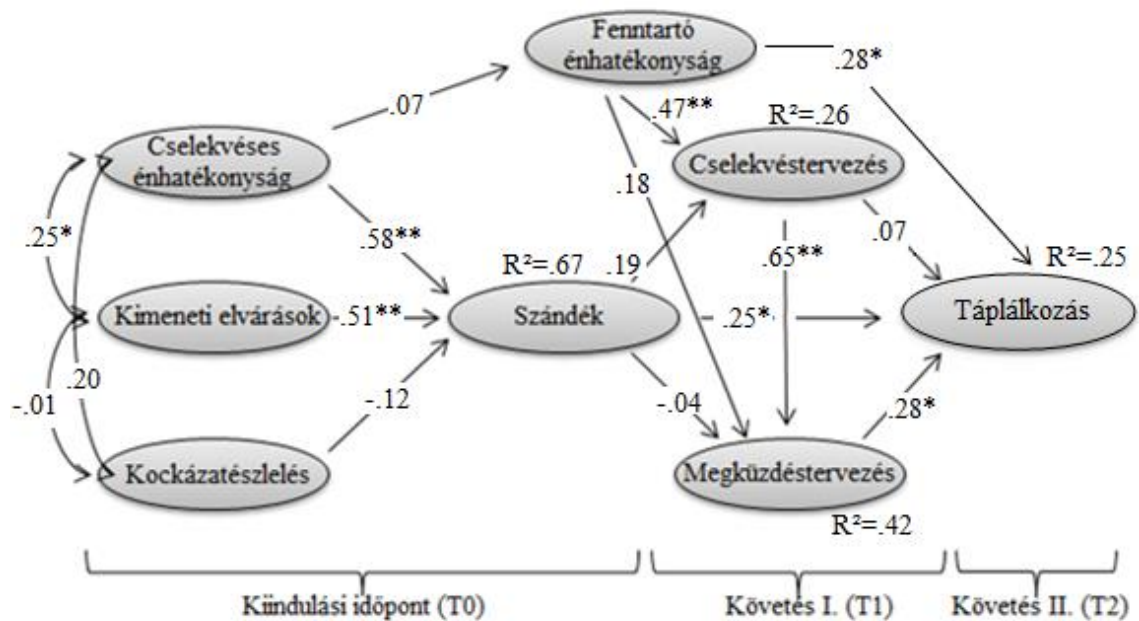 Fenntartó
énhatékonyság
.28*
.07
.47**
R²=.26
Cselekvéses
énhatékonyság
Cselekvéstervezés
.18
.25*
.58**
.07
R²=.67
.19
.65**
R²=.25
Kimeneti elvárások
.51**
Szándék
.25*
Táplálkozás
-.01
.20
-.12
-.04
.28*
Kockázatészlelés
Megküzdéstervezés
R²=.42
Kiindulási időpont (T0)
Követés I. (T1)
Követés II. (T2)